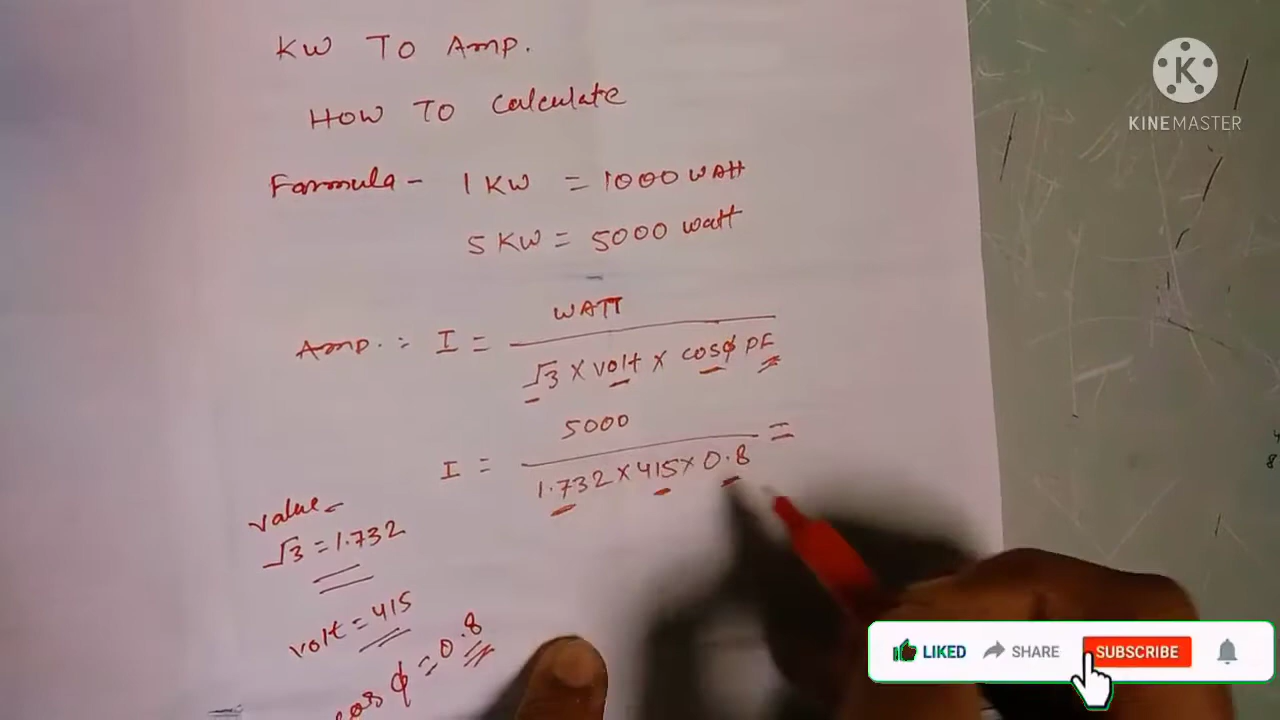 KW To Amp.
How To Calculate
Formula - 1 KW = 1000 WATT
5 KW = 5000 watt
Amp. : I = WATT
√3 × volt × cosϕ PF
I = 5000
1.732 × 415 × 0.8 =
value -
√3 = 1.732
volt = 415
cos ϕ = 0.8
K
KINEMASTER
LIKED SHARE SUBSCRIBE